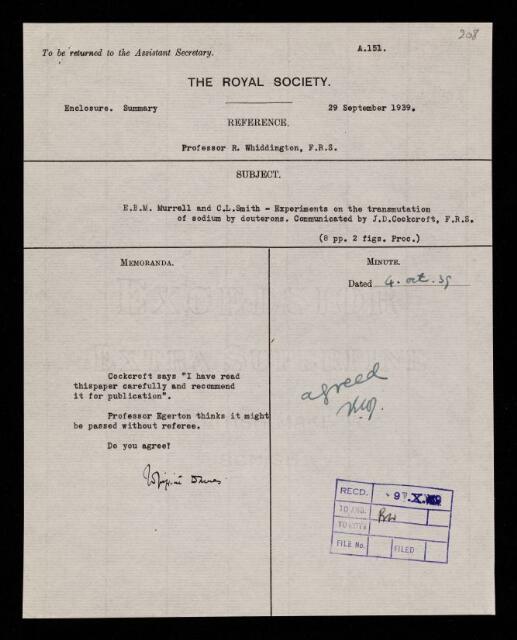 208
To be returned to the Assistant Secretary.
A.151.
THE ROYAL SOCIETY.
Enclosure. Summary
29 September 1939.
REFERENCE.
Professor R. Whiddington, F.R.S.
SUBJECT.
E.B.M. Murrell and C.L.Smith - Experiments on the transmutation
of sodium by deuterons. Communicated by J.D.Cockcroft, F.R.S.
(8 pp. 2 figs. Proc.)
MEMORANDA.
Cockcroft says "I have read
thispaper carefully and recommend
it for publication".
Professor Egerton thinks it might
be passed without referee.
Do you agree?
MINUTE.
Dated 4. oct. 39
agreed
RECD. 9
TO AND. RW
FILE No. FILED